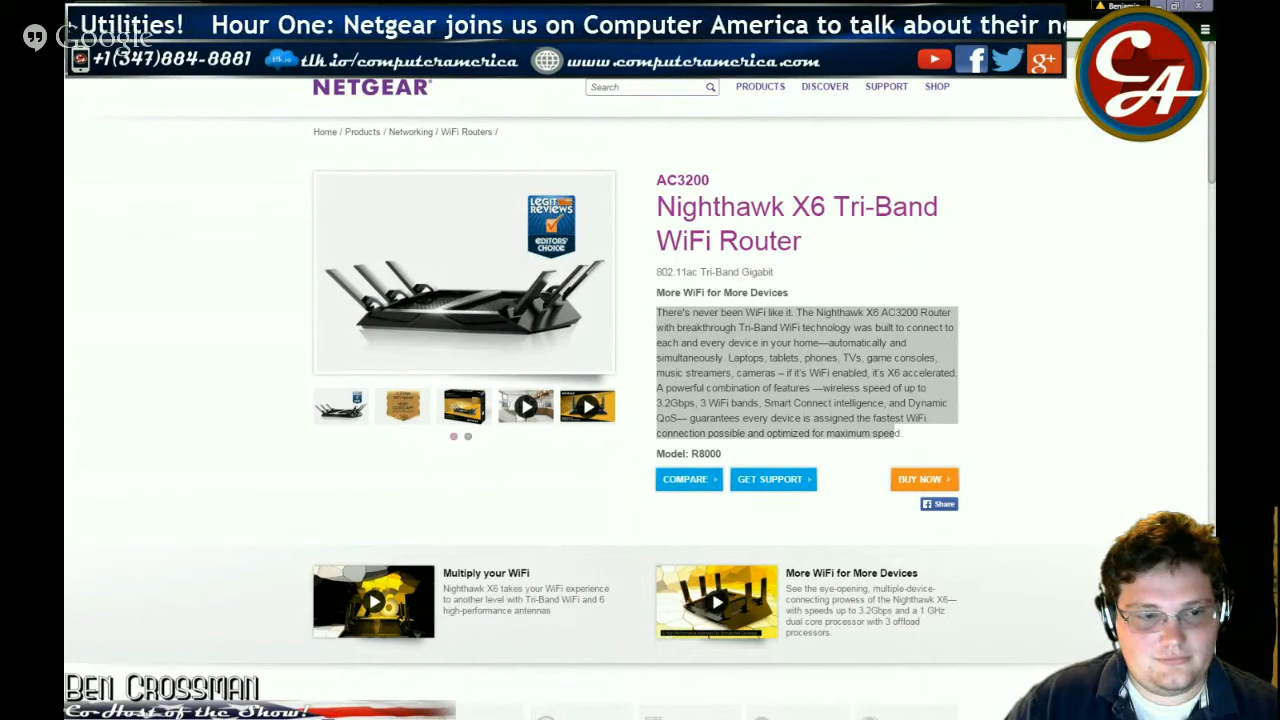 Utilities! Hour One: Netgear joins us on Computer America to talk about their
Benjamin
Google
+1(347)884-8881 tlk.io tlk.io/computeramerica www.computeramerica.com f g+
CA
NETGEAR
Search
PRODUCTS DISCOVER SUPPORT SHOP
Home / Products / Networking / WiFi Routers /
LEGIT REVIEWS
EDITORS' CHOICE
AC3200
Nighthawk X6 Tri-Band
WiFi Router
802.11ac Tri-Band Gigabit
More WiFi for More Devices
There's never been WiFi like it. The Nighthawk X6 AC3200 Router
with breakthrough Tri-Band WiFi technology was built to connect to
each and every device in your home—automatically and
simultaneously. Laptops, tablets, phones, TVs, game consoles,
music streamers, cameras – if it's WiFi enabled, it's X6 accelerated.
A powerful combination of features —wireless speed of up to
3.2Gbps, 3 WiFi bands, Smart Connect intelligence, and Dynamic
QoS— guarantees every device is assigned the fastest WiFi
connection possible and optimized for maximum speed.
Model: R8000
COMPARE GET SUPPORT BUY NOW
f Share
Multiply your WiFi
Nighthawk X6 takes your WiFi experience
to another level with Tri-Band WiFi and 6
high-performance antennas
More WiFi for More Devices
See the eye-opening, multiple-device-
connecting prowess of the Nighthawk X6—
with speeds up to 3.2Gbps and a 1 GHz
dual core processor with 3 offload
processors.
Ben Crossman
Co-Host of the Show!